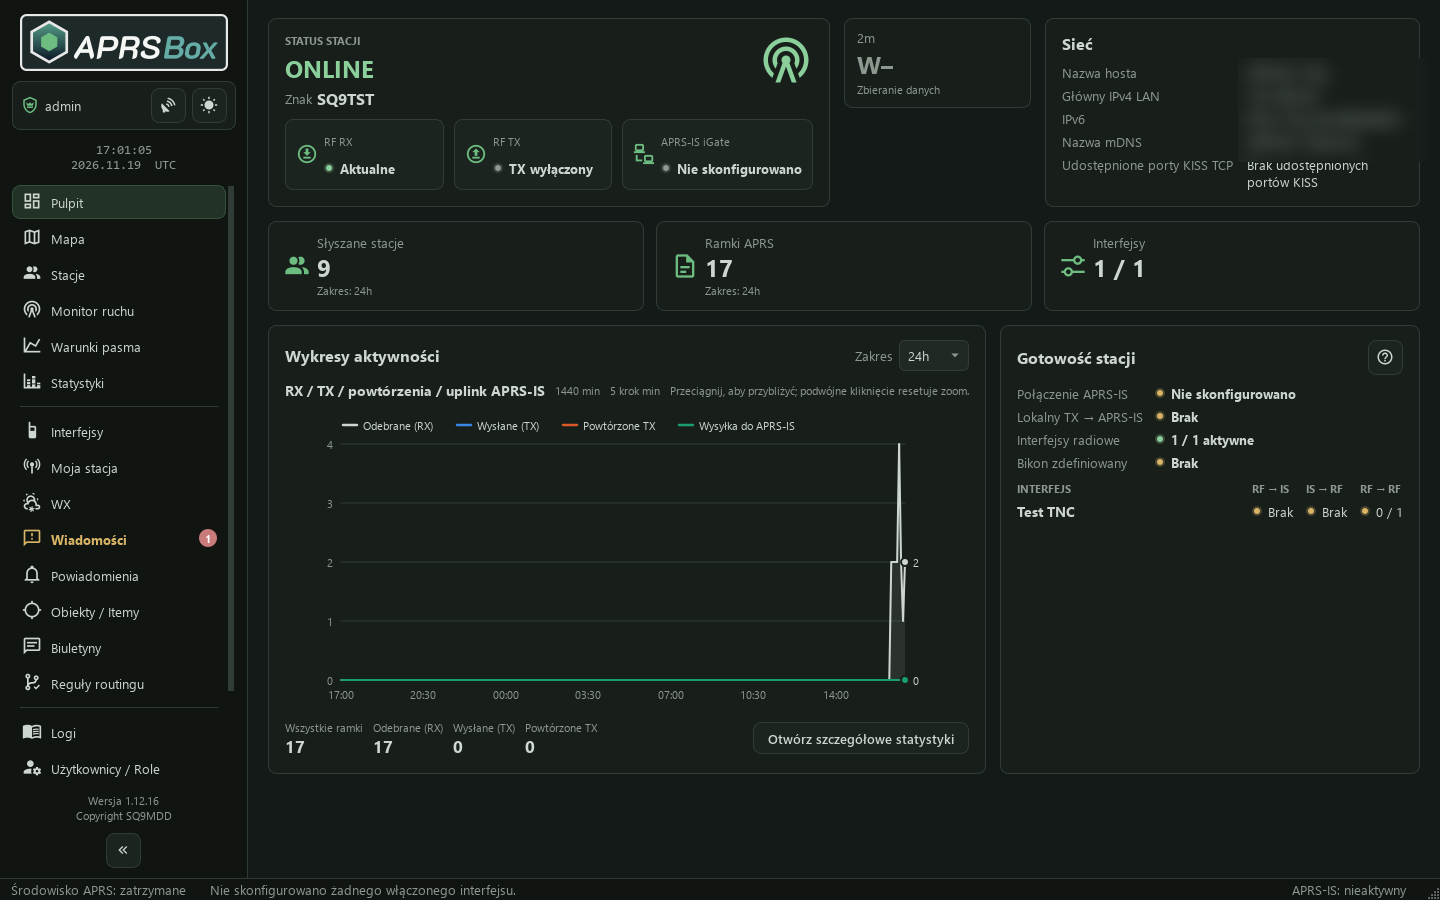 APRSBox
admin
17:01:05
2026.11.19 UTC
Pulpit
Mapa
Stacje
Monitor ruchu
Warunki pasma
Statystyki
Interfejsy
Moja stacja
WX
Wiadomości 1
Powiadomienia
Obiekty / Itemy
Biuletyny
Reguły routingu
Logi
Użytkownicy / Role
Wersja 1.12.16
Copyright SQ9MDD
«
STATUS STACJI
ONLINE
Znak SQ9TST
RF RX
Aktualne
RF TX
TX wyłączony
APRS-IS iGate
Nie skonfigurowano
2m
W–
Zbieranie danych
Sieć
Nazwa hosta
Główny IPv4 LAN
IPv6
Nazwa mDNS
Udostępnione porty KISS TCP Brak udostępnionych
portów KISS
Słyszane stacje
9
Zakres: 24h
Ramki APRS
17
Zakres: 24h
Interfejsy
1 / 1
Wykresy aktywności
Zakres 24h
RX / TX / powtórzenia / uplink APRS-IS 1440 min 5 krok min Przeciągnij, aby przybliżyć; podwójne kliknięcie resetuje zoom.
Odebrane (RX) Wysłane (TX) Powtórzone TX Wysyłka do APRS-IS
4
3
2 2
1
0 0
17:00 20:30 00:00 03:30 07:00 10:30 14:00
Wszystkie ramki Odebrane (RX) Wysłane (TX) Powtórzone TX
17 17 0 0
Otwórz szczegółowe statystyki
Gotowość stacji
Połączenie APRS-IS Nie skonfigurowano
Lokalny TX → APRS-IS Brak
Interfejsy radiowe 1 / 1 aktywne
Bikon zdefiniowany Brak
INTERFEJS RF → IS IS → RF RF → RF
Test TNC Brak Brak 0 / 1
Środowisko APRS: zatrzymane Nie skonfigurowano żadnego włączonego interfejsu. APRS-IS: nieaktywny